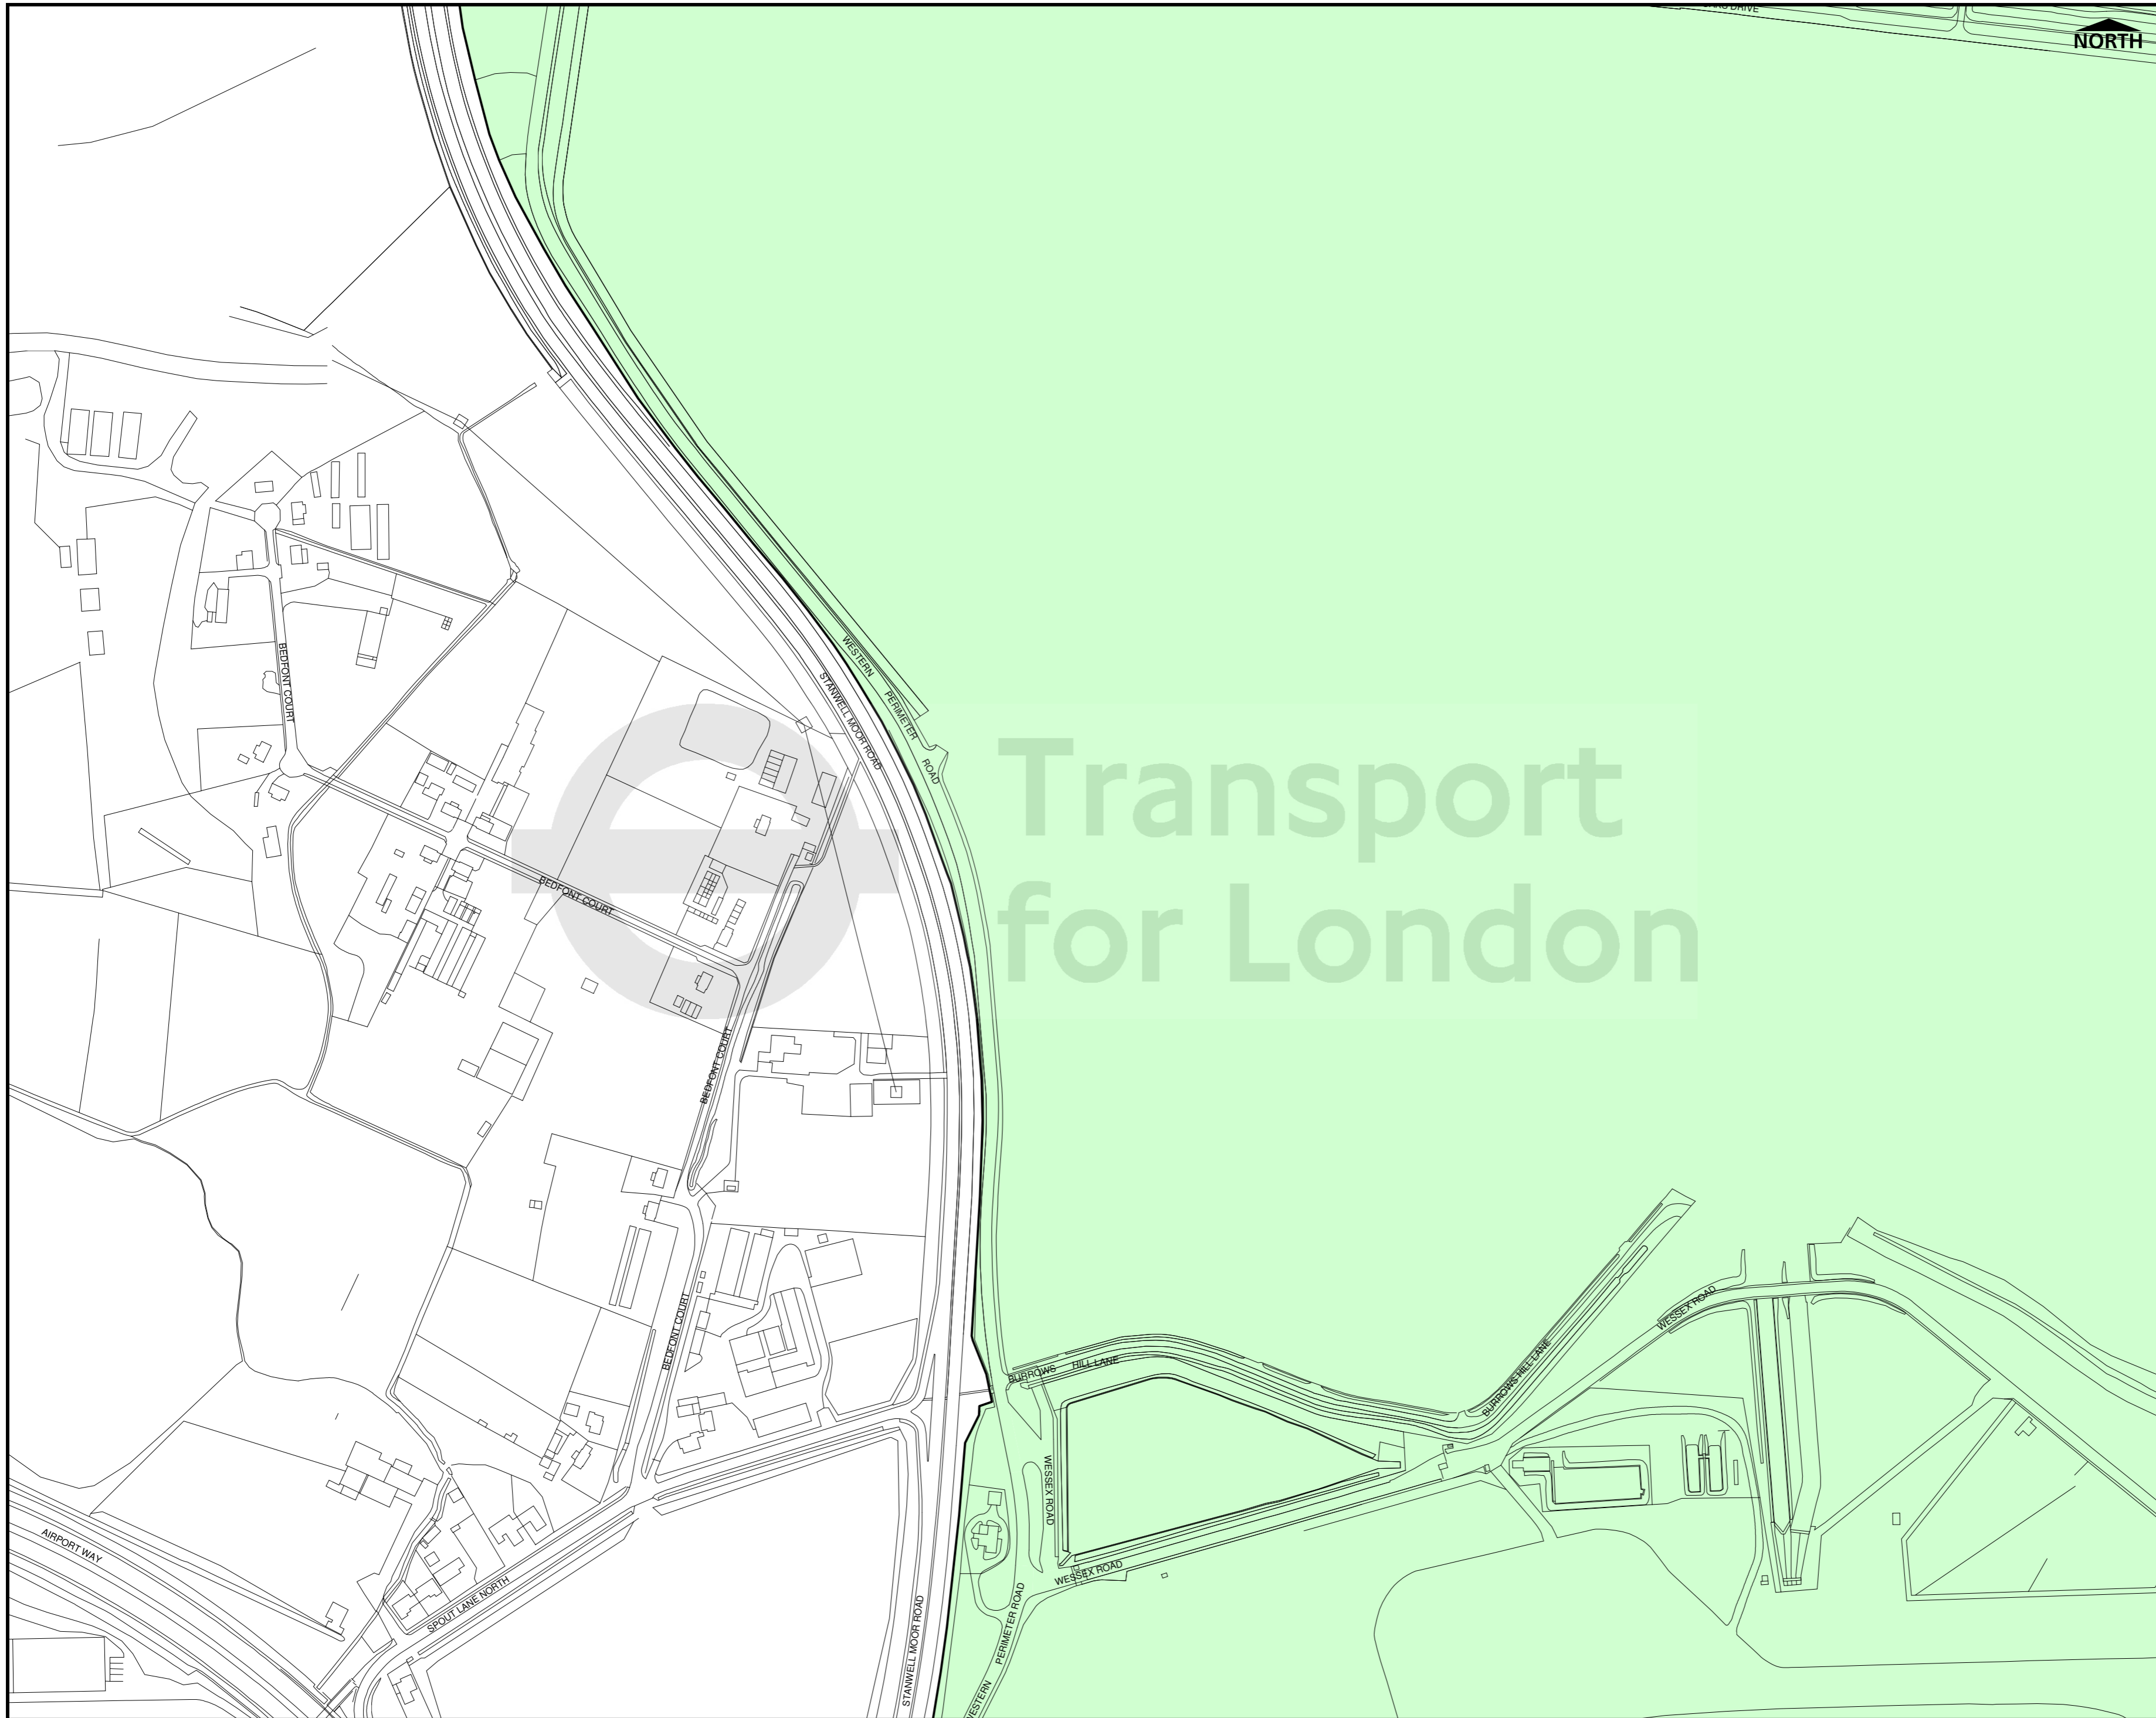 DRIVE
NORTH
WESTERN
PERIMETER
ROAD
STANWELL MOOR ROAD
BEDFONT COURT
Transport
for London
BEDFONT COURT
BEDFONT COURT
BEDFONT COURT
WESSEX ROAD
BURROWS HILL LANE
BURROWS HILL LANE
WESSEX ROAD
AIRPORT WAY
WESSEX ROAD
SPOUT LANE NORTH
STANWELL MOOR ROAD
PERIMETER ROAD